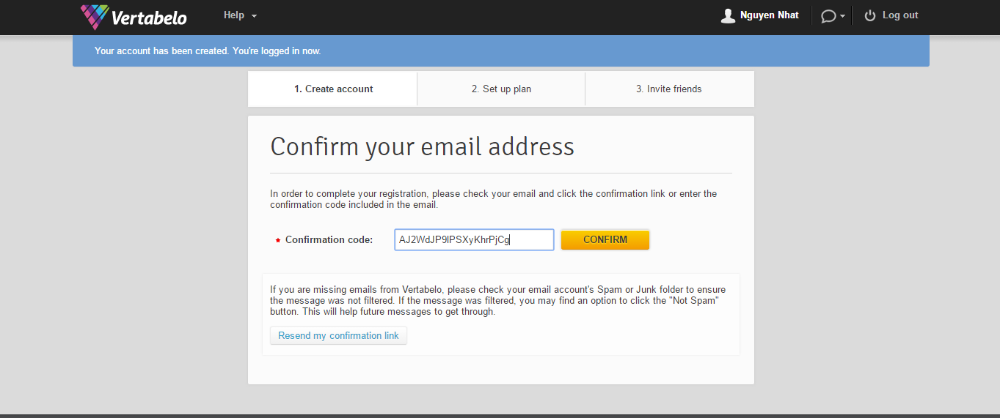 Vertabelo
Help
Nguyen Nhat
Log out
Your account has been created. You're logged in now.
1. Create account
2. Set up plan
3. Invite friends
Confirm your email address
In order to complete your registration, please check your email and click the confirmation link or enter the
confirmation code included in the email.
* Confirmation code:
AJ2WdJP9lPSXyKhrPjCg
CONFIRM
If you are missing emails from Vertabelo, please check your email account's Spam or Junk folder to ensure
the message was not filtered. If the message was filtered, you may find an option to click the "Not Spam"
button. This will help future messages to get through.
Resend my confirmation link